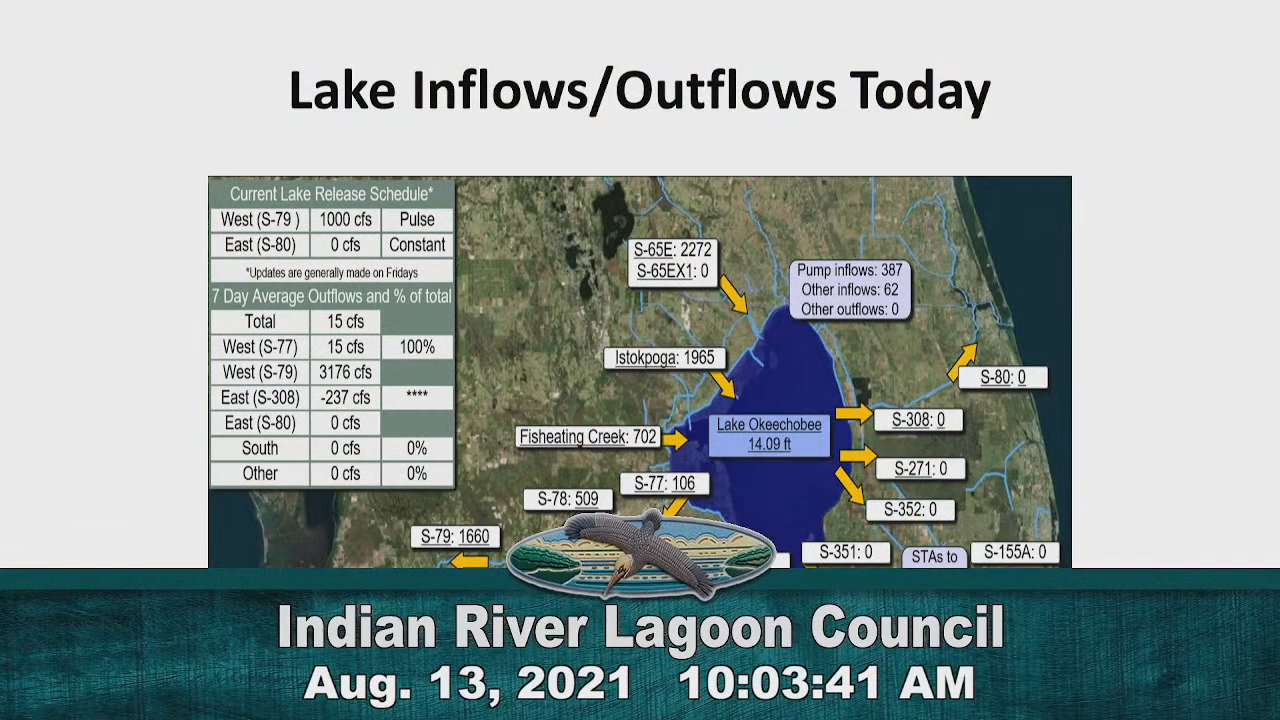 Lake Inflows/Outflows Today
Current Lake Release Schedule*
West (S-79 ) 1000 cfs Pulse
East (S-80) 0 cfs Constant
*Updates are generally made on Fridays
7 Day Average Outflows and % of total
Total 15 cfs
West (S-77) 15 cfs 100%
West (S-79) 3176 cfs
East (S-308) -237 cfs ****
East (S-80) 0 cfs
South 0 cfs 0%
Other 0 cfs 0%
S-65E: 2272
S-65EX1: 0
Pump inflows: 387
Other inflows: 62
Other outflows: 0
Istokpoga: 1965
S-80: 0
Lake Okeechobee
14.09 ft
S-308: 0
Fisheating Creek: 702
S-271: 0
S-77: 106
S-78: 509
S-352: 0
S-79: 1660
S-351: 0
STAs to
S-155A: 0
Indian River Lagoon Council
Aug. 13, 2021 10:03:41 AM